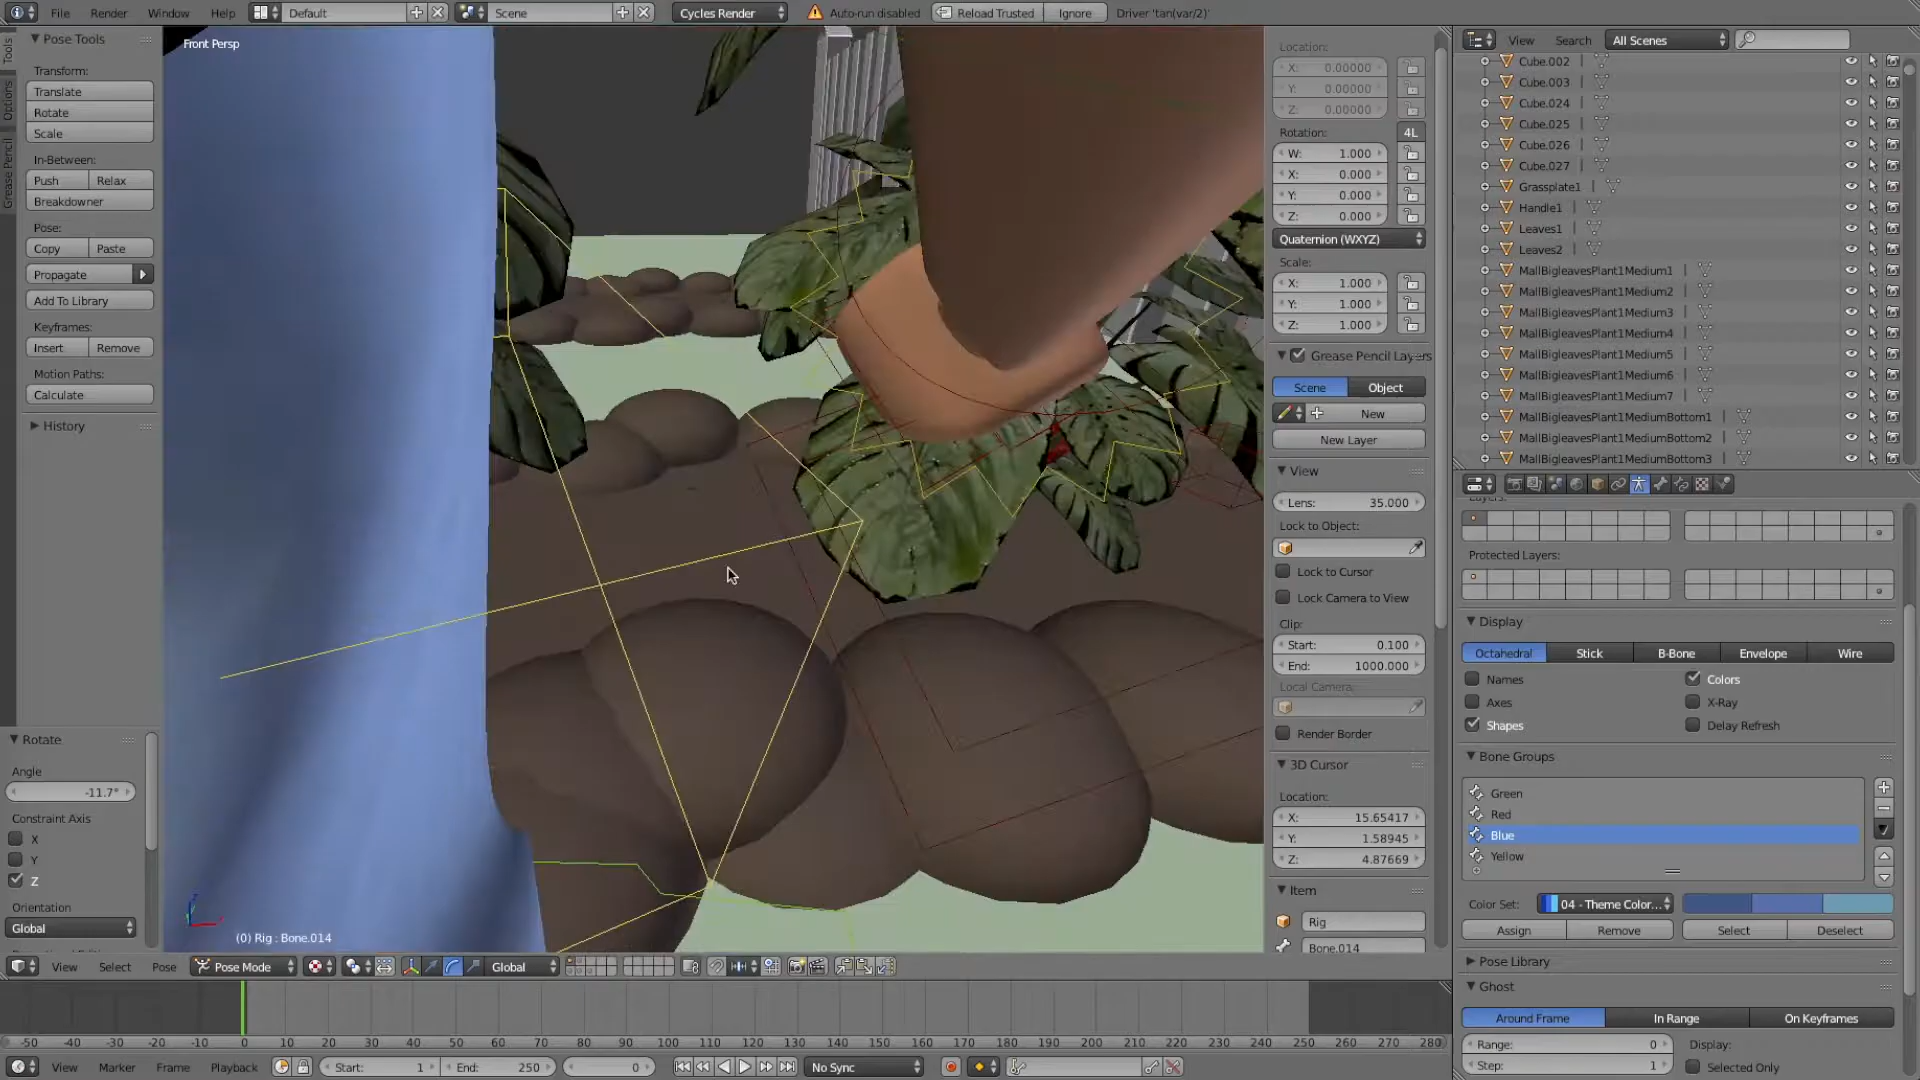 File Render Window Help Default Scene Cycles Render Auto-run disabled Reload Trusted Ignore Driver 'tan(var/2)'
Tools
Options
Grease Pencil
Pose Tools
Transform:
Translate
Rotate
Scale
In-Between:
Push Relax
Breakdowner
Pose:
Copy Paste
Propagate
Add To Library
Keyframes:
Insert Remove
Motion Paths:
Calculate
History
Rotate
Angle
-11.7°
Constraint Axis
X
Y
Z
Orientation
Global
Front Persp
(0) Rig : Bone.014
View Select Pose Pose Mode Global
Location:
X: 0.00000
Y: 0.00000
Z: 0.00000
Rotation: 4L
W: 1.000
X: 0.000
Y: 0.000
Z: 0.000
Quaternion (WXYZ)
Scale:
X: 1.000
Y: 1.000
Z: 1.000
Grease Pencil Layers
Scene Object
New
New Layer
View
Lens: 35.000
Lock to Object:
Lock to Cursor
Lock Camera to View
Clip:
Start: 0.100
End: 1000.000
Local Camera:
Render Border
3D Cursor
Location:
X: 15.65417
Y: 1.58945
Z: 4.87669
Item
Rig
Bone.014
View Search All Scenes
Cube.002
Cube.003
Cube.024
Cube.025
Cube.026
Cube.027
Grassplate1
Handle1
Leaves1
Leaves2
MallBigleavesPlant1Medium1
MallBigleavesPlant1Medium2
MallBigleavesPlant1Medium3
MallBigleavesPlant1Medium4
MallBigleavesPlant1Medium5
MallBigleavesPlant1Medium6
MallBigleavesPlant1Medium7
MallBigleavesPlant1MediumBottom1
MallBigleavesPlant1MediumBottom2
MallBigleavesPlant1MediumBottom3
Layers:
Protected Layers:
Display
Octahedral Stick B-Bone Envelope Wire
Names Colors
Axes X-Ray
Shapes Delay Refresh
Bone Groups
Green
Red
Blue
Yellow
Color Set: 04 - Theme Color...
Assign Remove Select Deselect
Pose Library
Ghost
Around Frame In Range On Keyframes
Range: 0 Display:
Step: 1 Selected Only
-50 -40 -30 -20 -10 0 10 20 30 40 50 60 70 80 90 100 110 120 130 140 150 160 170 180 190 200 210 220 230 240 250 260 270 280
View Marker Frame Playback Start: 1 End: 250 0 No Sync